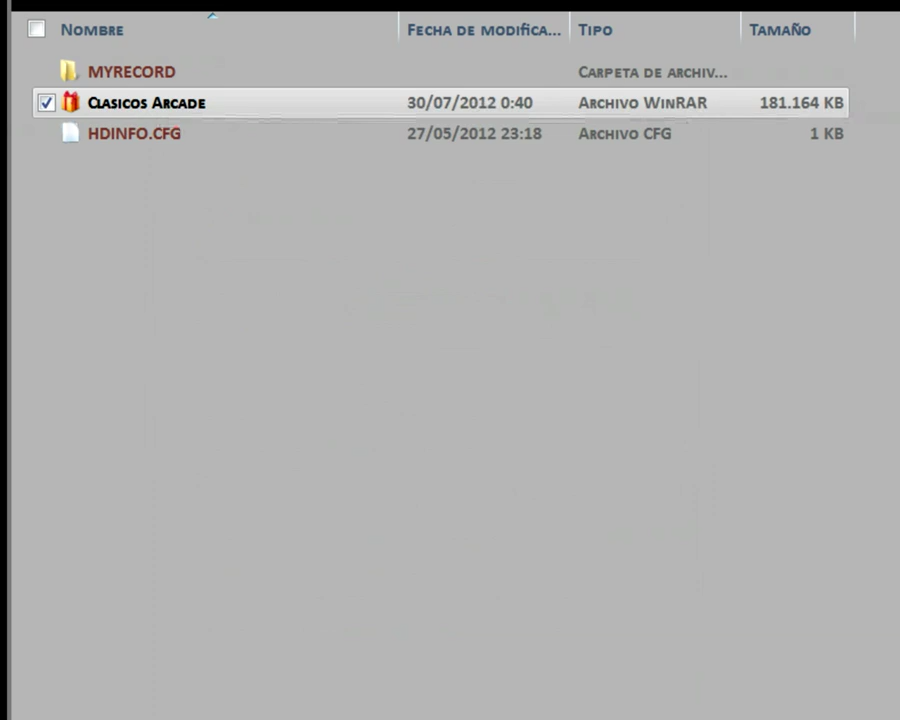 Nombre Fecha de modifica... Tipo Tamaño
MYRECORD Carpeta de archiv...
Clasicos Arcade 30/07/2012 0:40 Archivo WinRAR 181.164 KB
HDINFO.CFG 27/05/2012 23:18 Archivo CFG 1 KB